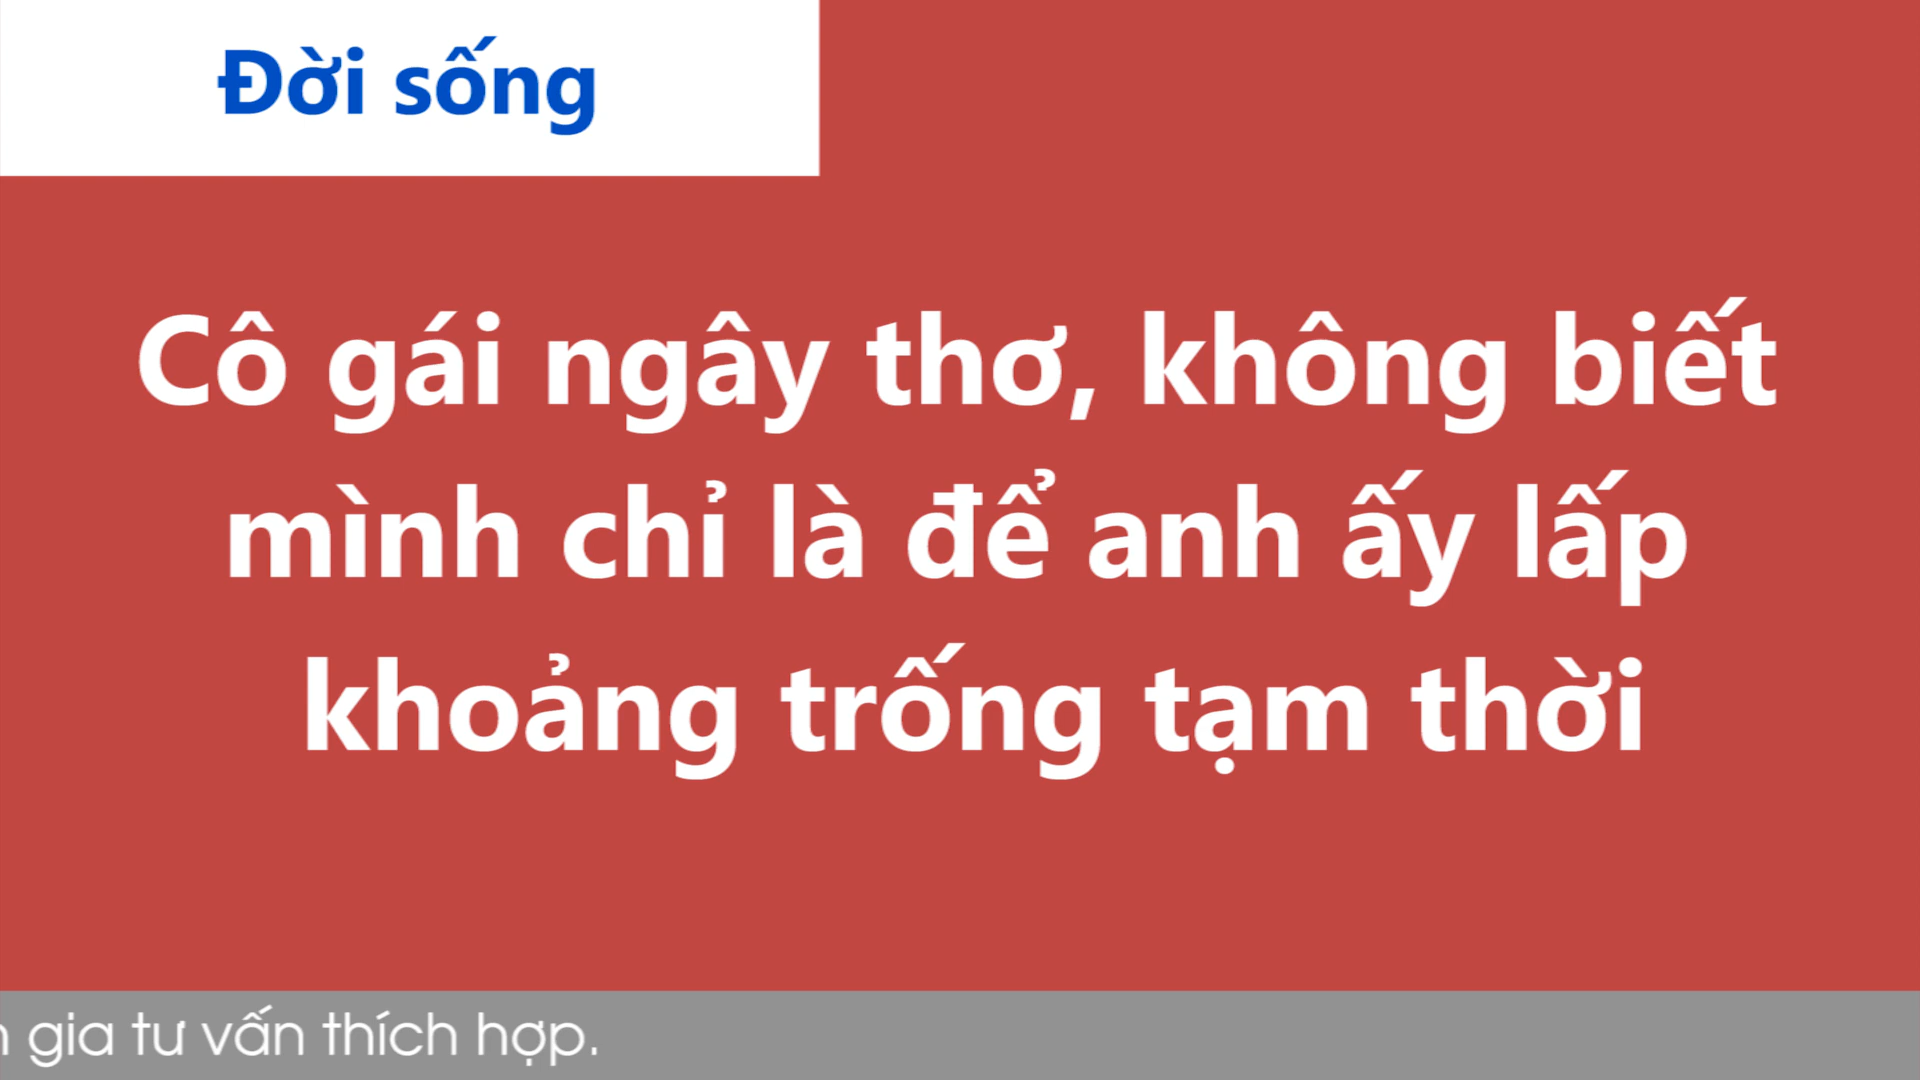 Đời sống
Cô gái ngây thơ, không biết
mình chỉ là để anh ấy lấp
khoảng trống tạm thời
gia tư vấn thích hợp.